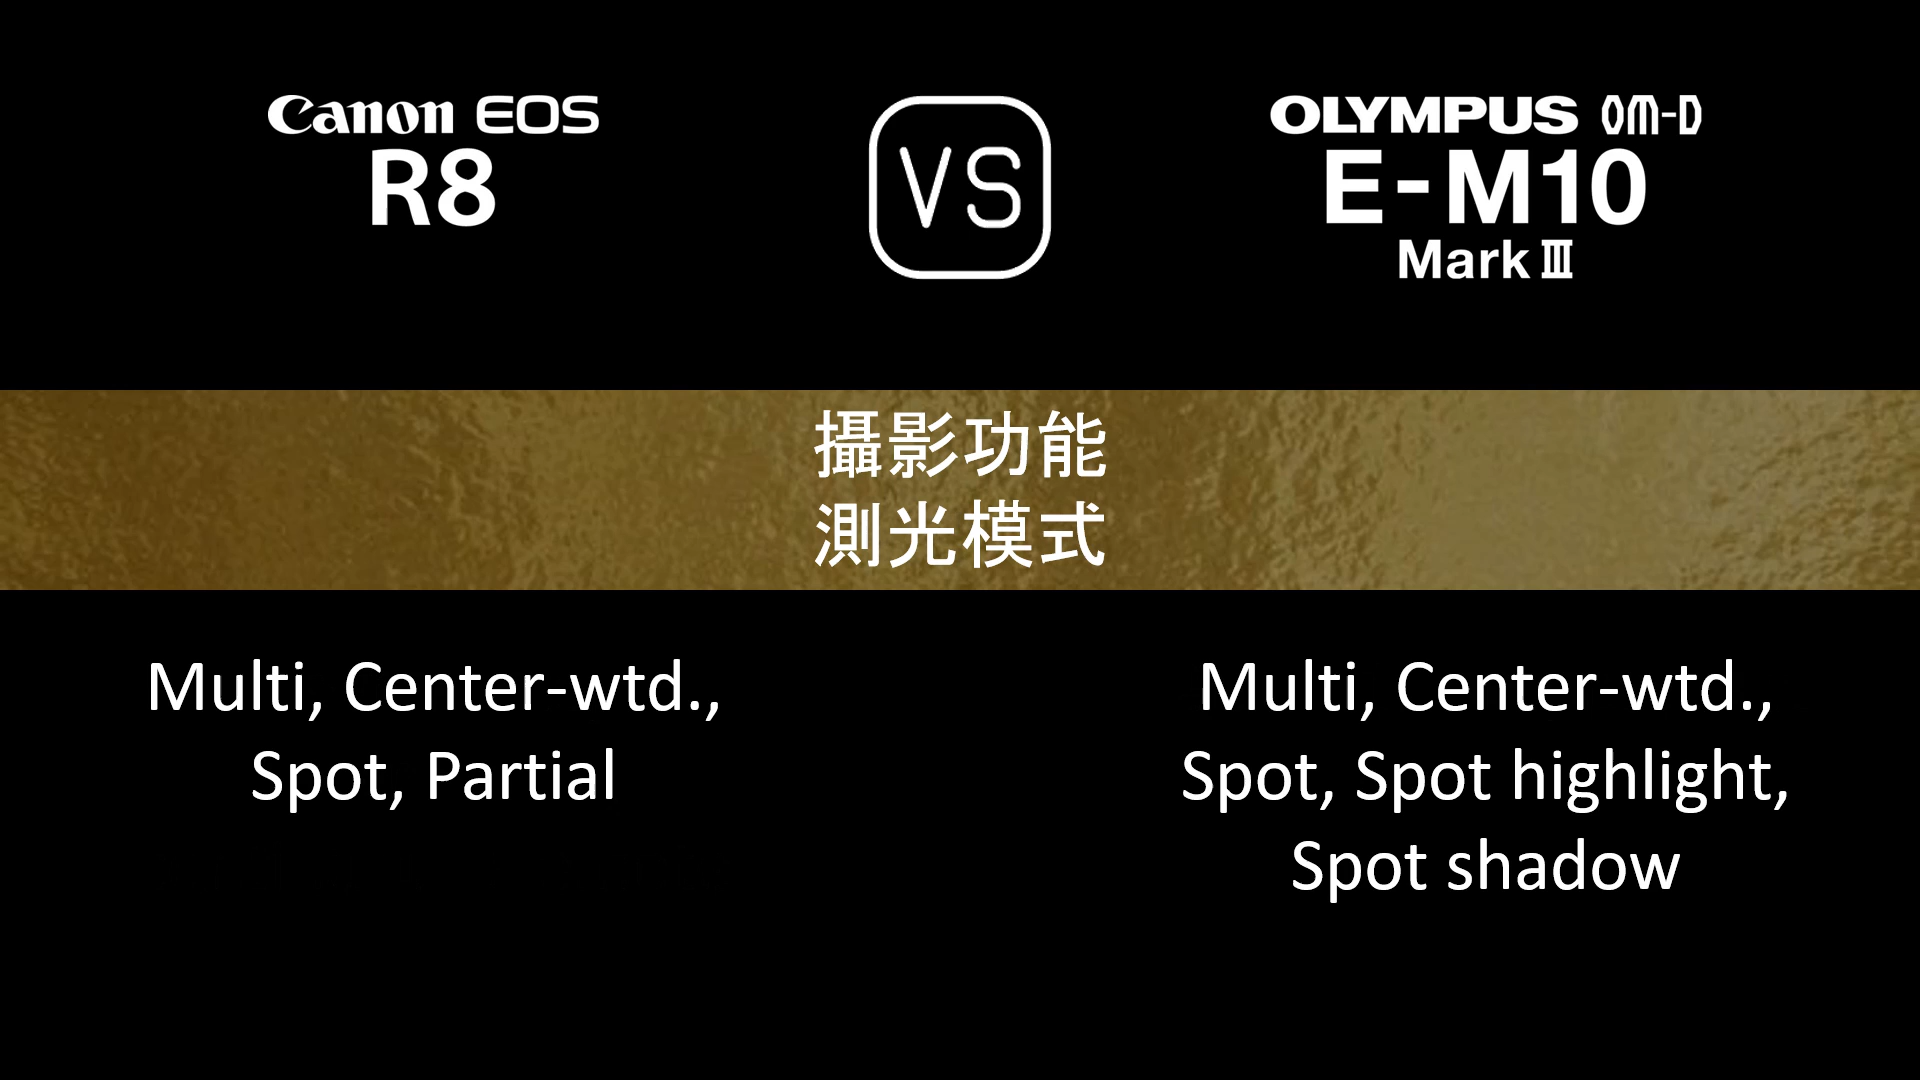 Canon EOS
R8
VS
OLYMPUS OM-D
E-M10
Mark III
攝影功能
測光模式
Multi, Center-wtd.,
Spot, Partial
Multi, Center-wtd.,
Spot, Spot highlight,
Spot shadow